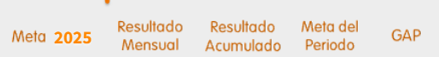 Meta 2025
Resultado Mensual
Resultado Acumulado
Meta del Periodo
GAP